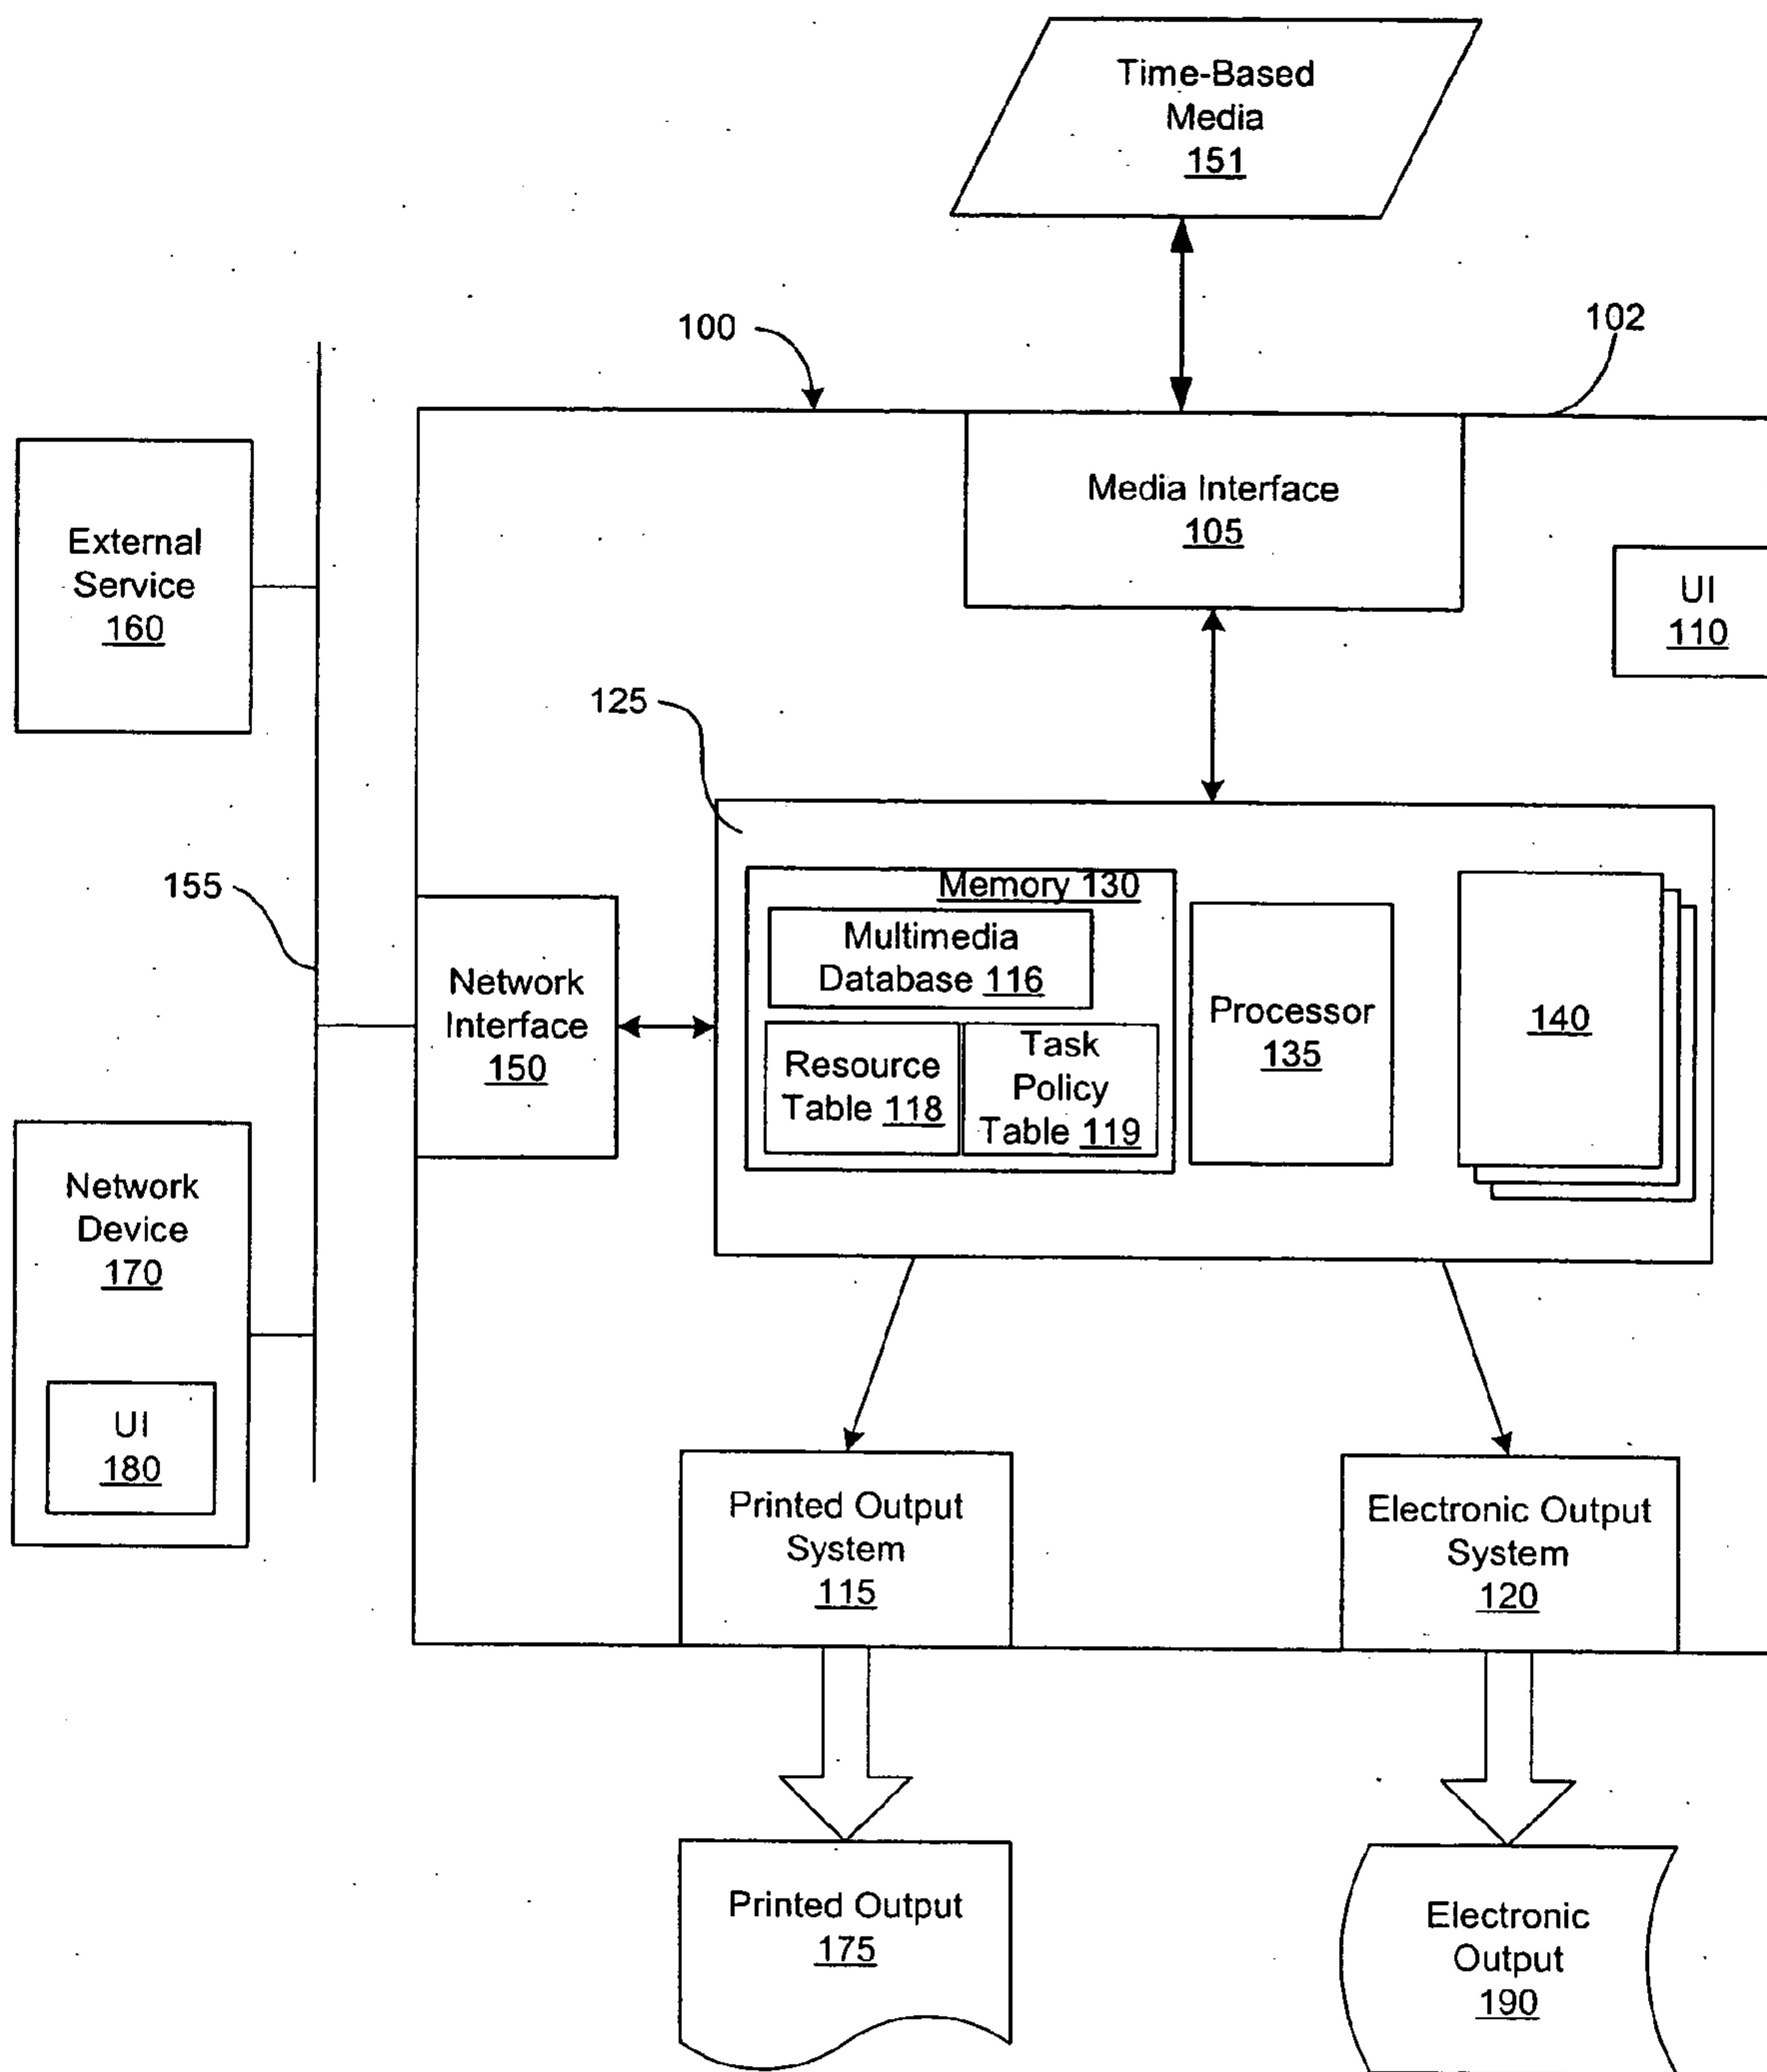 Time-Based
Media
151
100
102
Media Interface
105
External
Service
160
UI
110
125
155
Memory 130
Multimedia
Database 116
Network
Interface
150
Resource
Table 118
Task
Policy
Table 119
Processor
135
140
Network
Device
170
UI
180
Printed Output
System
115
Electronic Output
System
120
Printed Output
175
Electronic
Output
190